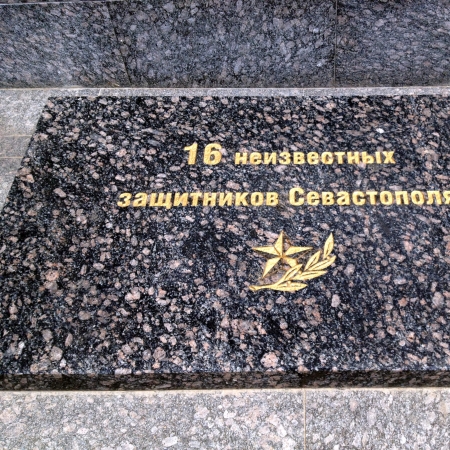 16 неизвестных
защитников Севастополя